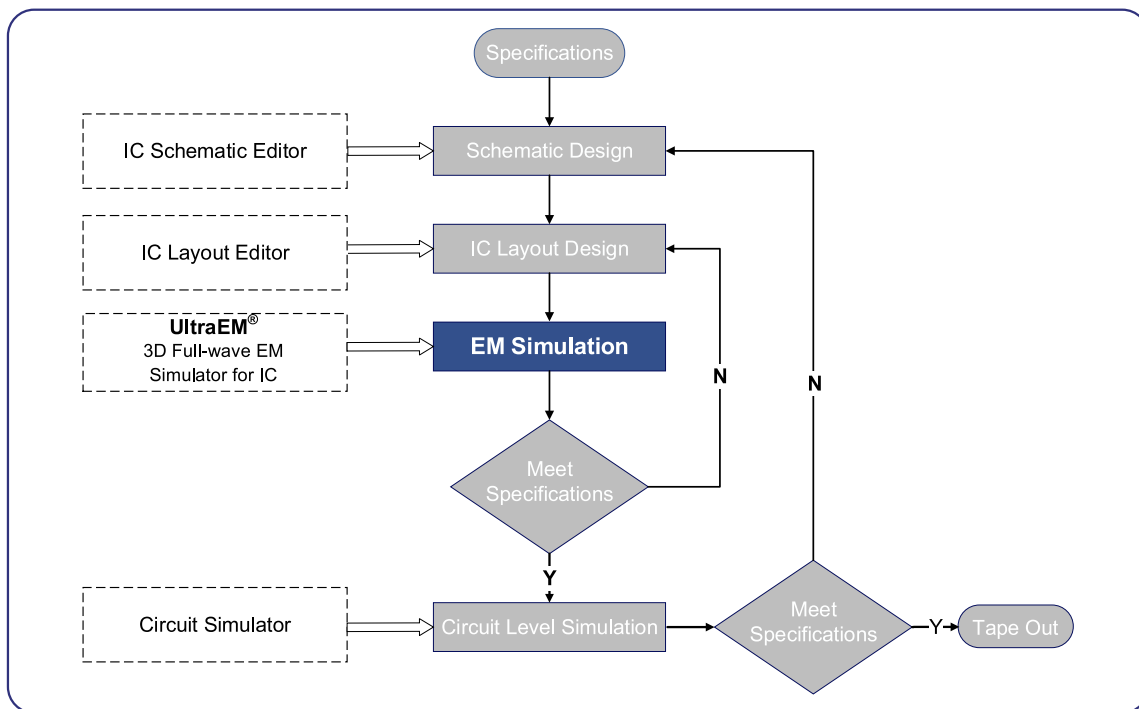 Specifications
IC Schematic Editor
Schematic Design
IC Layout Editor
IC Layout Design
UltraEM®
3D Full-wave EM
Simulator for IC
EM Simulation
N
N
Meet
Specifications
Y
Circuit Simulator
Circuit Level Simulation
Meet
Specifications
Y
Tape Out